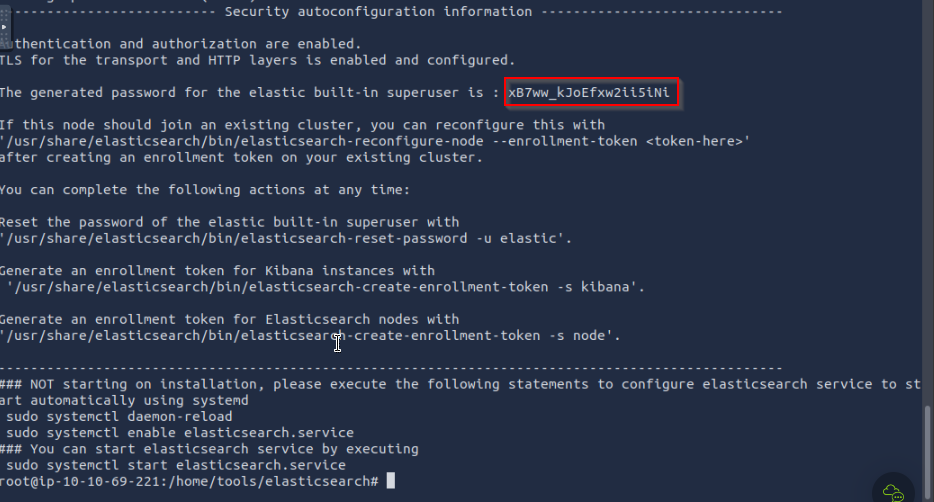 ------------------------- Security autoconfiguration information ------------------------------
Authentication and authorization are enabled.
TLS for the transport and HTTP layers is enabled and configured.
The generated password for the elastic built-in superuser is : xB7ww_kJoEfxw2ii5iNi
If this node should join an existing cluster, you can reconfigure this with
'/usr/share/elasticsearch/bin/elasticsearch-reconfigure-node --enrollment-token <token-here>'
after creating an enrollment token on your existing cluster.
You can complete the following actions at any time:
Reset the password of the elastic built-in superuser with
'/usr/share/elasticsearch/bin/elasticsearch-reset-password -u elastic'.
Generate an enrollment token for Kibana instances with
'/usr/share/elasticsearch/bin/elasticsearch-create-enrollment-token -s kibana'.
Generate an enrollment token for Elasticsearch nodes with
'/usr/share/elasticsearch/bin/elasticsearch-create-enrollment-token -s node'.
-------------------------------------------------------------------------------------------------
### NOT starting on installation, please execute the following statements to configure elasticsearch service to st
art automatically using systemd
sudo systemctl daemon-reload
sudo systemctl enable elasticsearch.service
### You can start elasticsearch service by executing
sudo systemctl start elasticsearch.service
root@ip-10-10-69-221:/home/tools/elasticsearch#